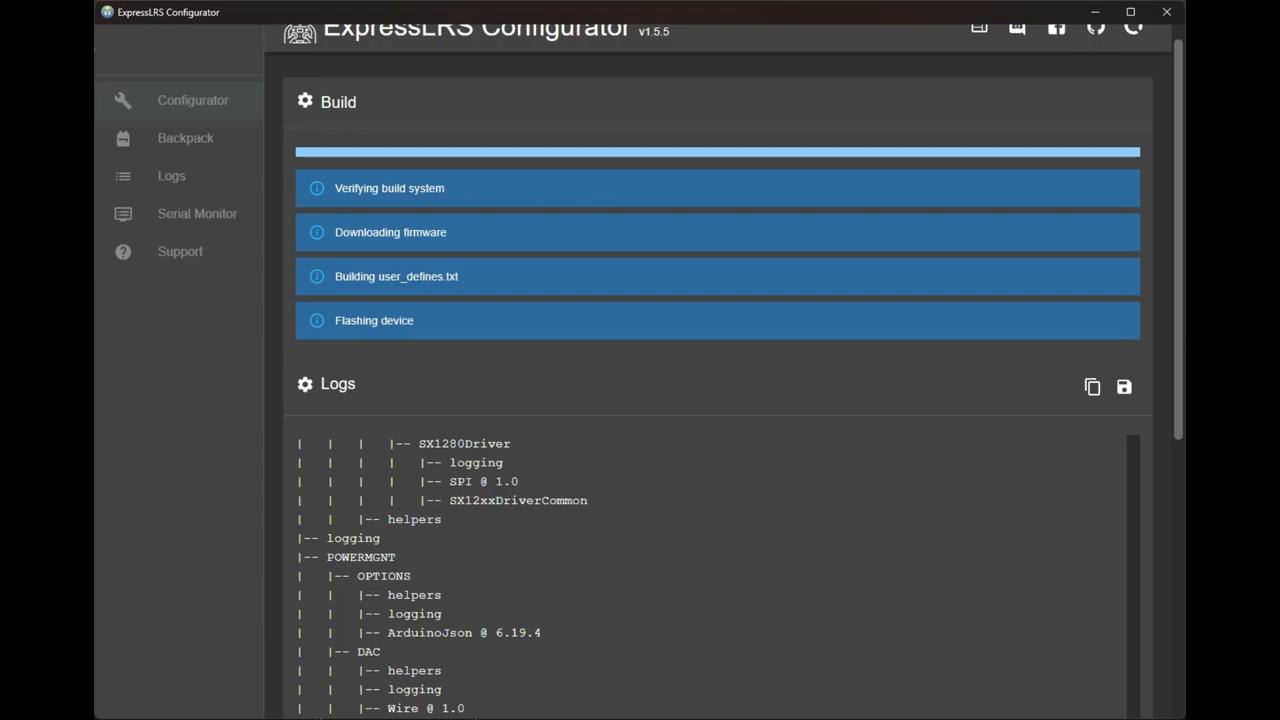 ExpressLRS Configurator
ExpressLRS Configurator v1.5.5
Configurator
Backpack
Logs
Serial Monitor
Support
Build
Verifying build system
Downloading firmware
Building user_defines.txt
Flashing device
Logs
|   |   |   |-- SX1280Driver
|   |   |   |   |-- logging
|   |   |   |   |-- SPI @ 1.0
|   |   |   |   |-- SX12xxDriverCommon
|   |   |-- helpers
|-- logging
|-- POWERMGNT
|   |-- OPTIONS
|   |   |-- helpers
|   |   |-- logging
|   |   |-- ArduinoJson @ 6.19.4
|   |-- DAC
|   |   |-- helpers
|   |   |-- logging
|   |   |-- Wire @ 1.0